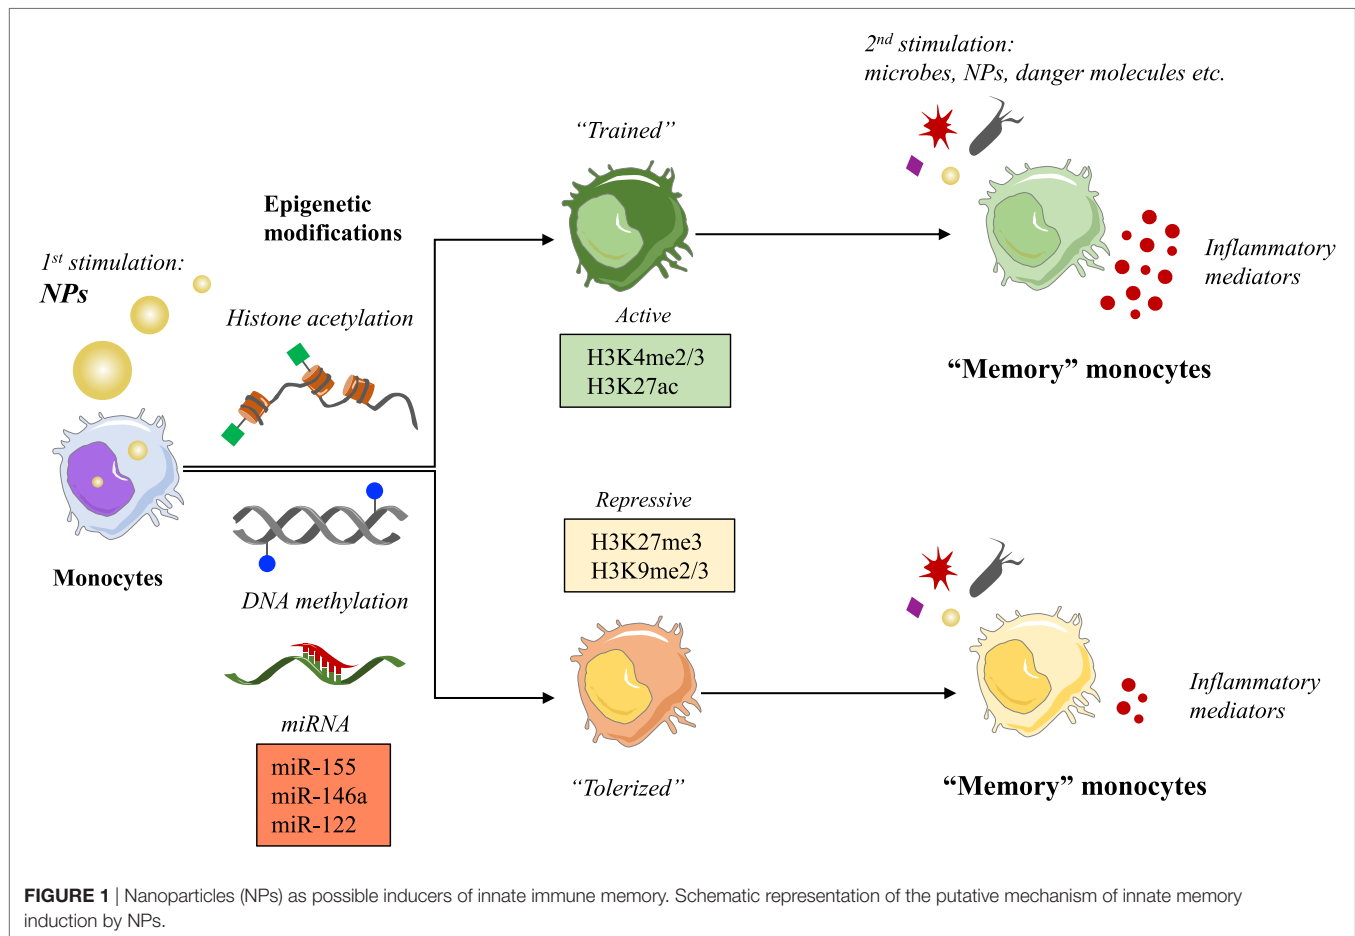 2nd stimulation:
microbes, NPs, danger molecules etc.
“Trained”
Epigenetic
modifications
1st stimulation:
NPs
Inflammatory
mediators
Histone acetylation
Active
H3K4me2/3
H3K27ac
“Memory” monocytes
Repressive
H3K27me3
H3K9me2/3
Monocytes
DNA methylation
Inflammatory
mediators
miRNA
miR-155
miR-146a
miR-122
“Tolerized”
“Memory” monocytes
FIGURE 1 | Nanoparticles (NPs) as possible inducers of innate immune memory. Schematic representation of the putative mechanism of innate memory
induction by NPs.